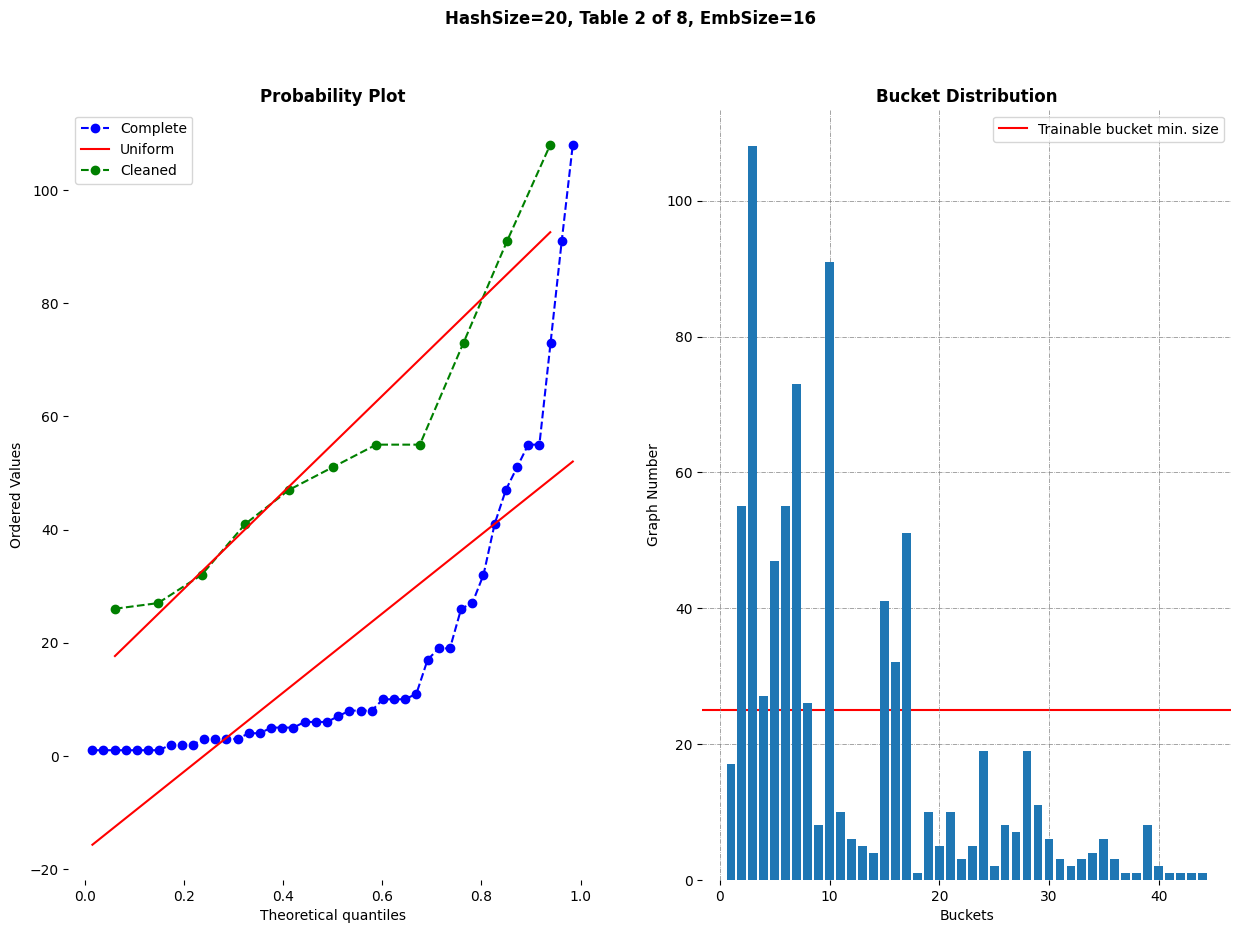 HashSize=20, Table 2 of 8, EmbSize=16
Probability Plot
Complete
Uniform
Cleaned
Ordered Values
100
80
60
40
20
0
−20
0.0 0.2 0.4 0.6 0.8 1.0
Theoretical quantiles
Bucket Distribution
Trainable bucket min. size
Graph Number
100
80
60
40
20
0
0 10 20 30 40
Buckets